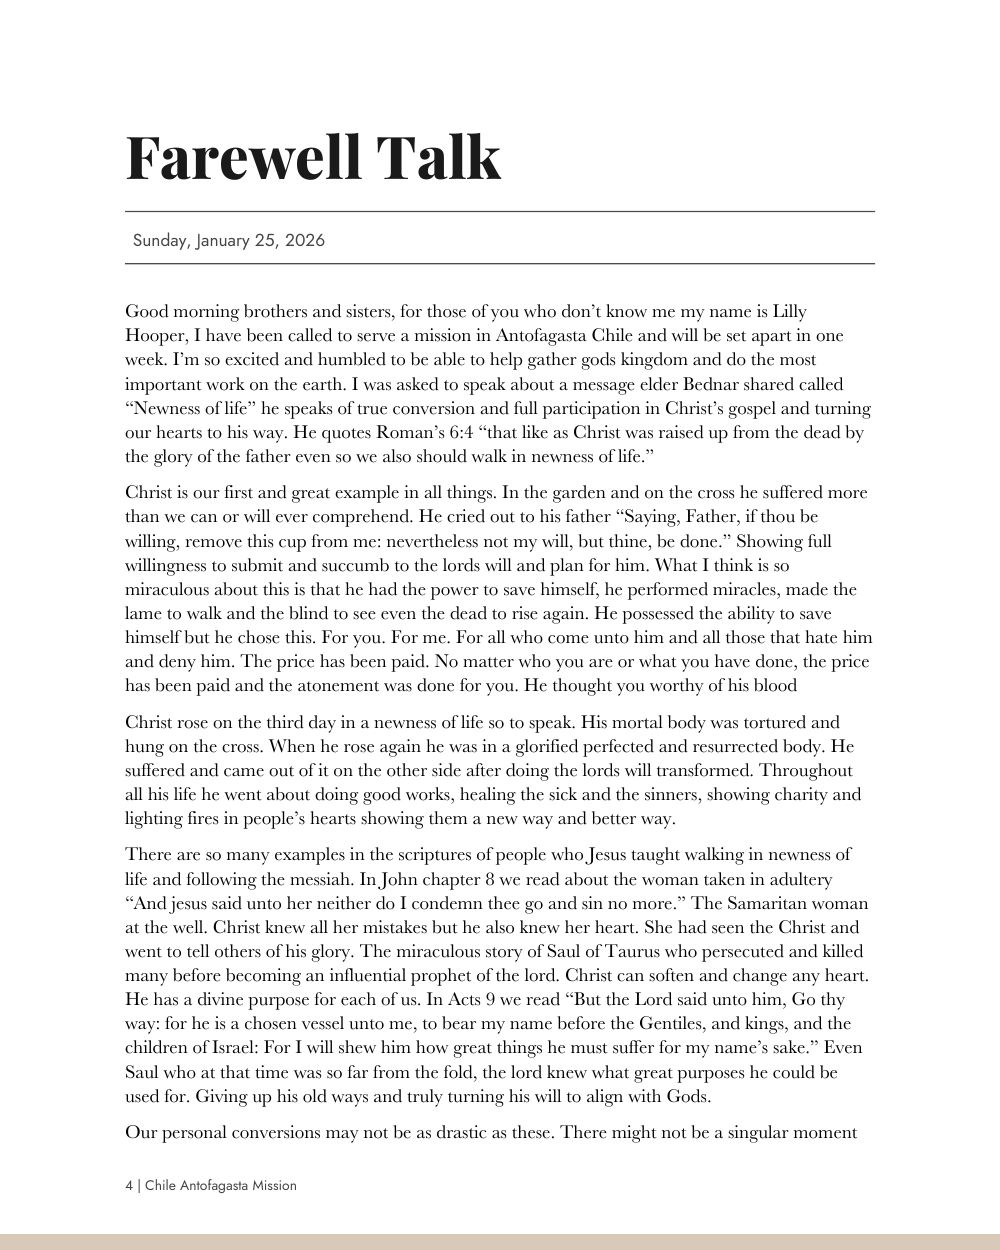 Farewell Talk
Sunday, January 25, 2026
Good morning brothers and sisters, for those of you who don’t know me my name is Lilly
Hooper, I have been called to serve a mission in Antofagasta Chile and will be set apart in one
week. I’m so excited and humbled to be able to help gather gods kingdom and do the most
important work on the earth. I was asked to speak about a message elder Bednar shared called
“Newness of life” he speaks of true conversion and full participation in Christ’s gospel and turning
our hearts to his way. He quotes Roman’s 6:4 “that like as Christ was raised up from the dead by
the glory of the father even so we also should walk in newness of life.”
Christ is our first and great example in all things. In the garden and on the cross he suffered more
than we can or will ever comprehend. He cried out to his father “Saying, Father, if thou be
willing, remove this cup from me: nevertheless not my will, but thine, be done.” Showing full
willingness to submit and succumb to the lords will and plan for him. What I think is so
miraculous about this is that he had the power to save himself, he performed miracles, made the
lame to walk and the blind to see even the dead to rise again. He possessed the ability to save
himself but he chose this. For you. For me. For all who come unto him and all those that hate him
and deny him. The price has been paid. No matter who you are or what you have done, the price
has been paid and the atonement was done for you. He thought you worthy of his blood
Christ rose on the third day in a newness of life so to speak. His mortal body was tortured and
hung on the cross. When he rose again he was in a glorified perfected and resurrected body. He
suffered and came out of it on the other side after doing the lords will transformed. Throughout
all his life he went about doing good works, healing the sick and the sinners, showing charity and
lighting fires in people’s hearts showing them a new way and better way.
There are so many examples in the scriptures of people who Jesus taught walking in newness of
life and following the messiah. In John chapter 8 we read about the woman taken in adultery
“And jesus said unto her neither do I condemn thee go and sin no more.” The Samaritan woman
at the well. Christ knew all her mistakes but he also knew her heart. She had seen the Christ and
went to tell others of his glory. The miraculous story of Saul of Taurus who persecuted and killed
many before becoming an influential prophet of the lord. Christ can soften and change any heart.
He has a divine purpose for each of us. In Acts 9 we read “But the Lord said unto him, Go thy
way: for he is a chosen vessel unto me, to bear my name before the Gentiles, and kings, and the
children of Israel: For I will shew him how great things he must suffer for my name’s sake.” Even
Saul who at that time was so far from the fold, the lord knew what great purposes he could be
used for. Giving up his old ways and truly turning his will to align with Gods.
Our personal conversions may not be as drastic as these. There might not be a singular moment
4 | Chile Antofagasta Mission